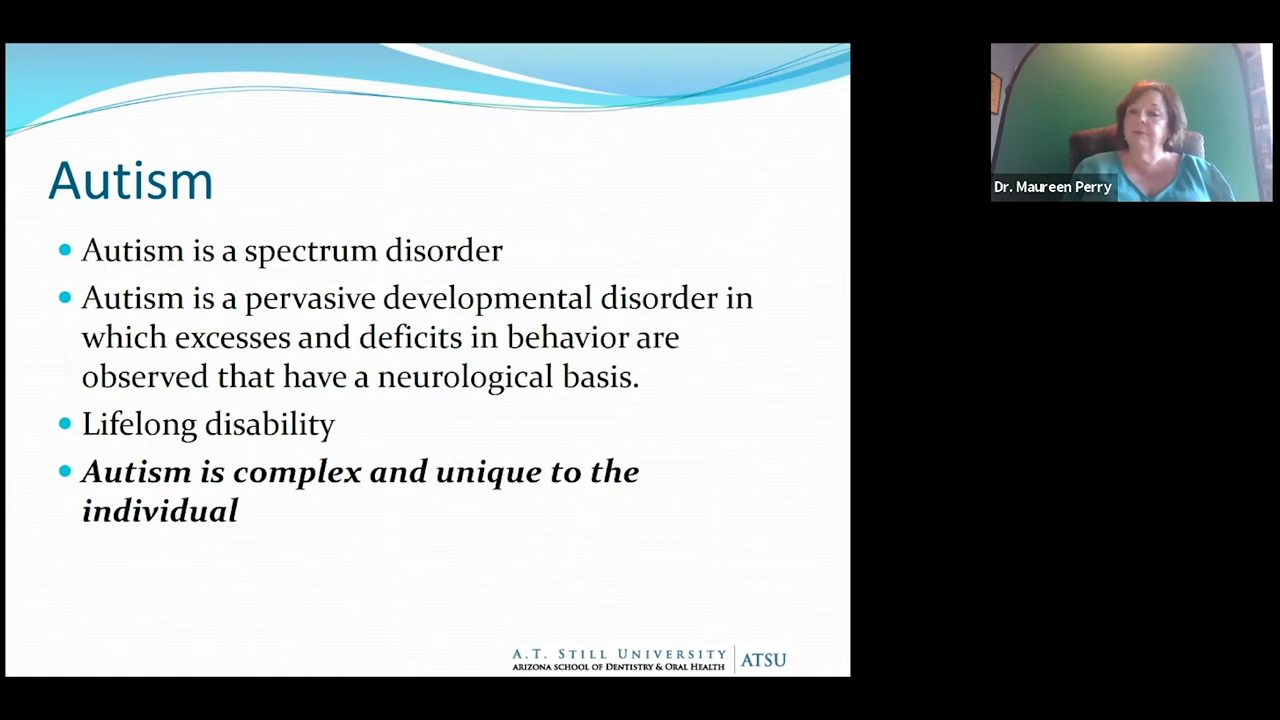 Autism
Autism is a spectrum disorder
Autism is a pervasive developmental disorder in
which excesses and deficits in behavior are
observed that have a neurological basis.
Lifelong disability
Autism is complex and unique to the
individual
A.T. STILL UNIVERSITY
ARIZONA SCHOOL OF DENTISTRY & ORAL HEALTH
ATSU
Dr. Maureen Perry